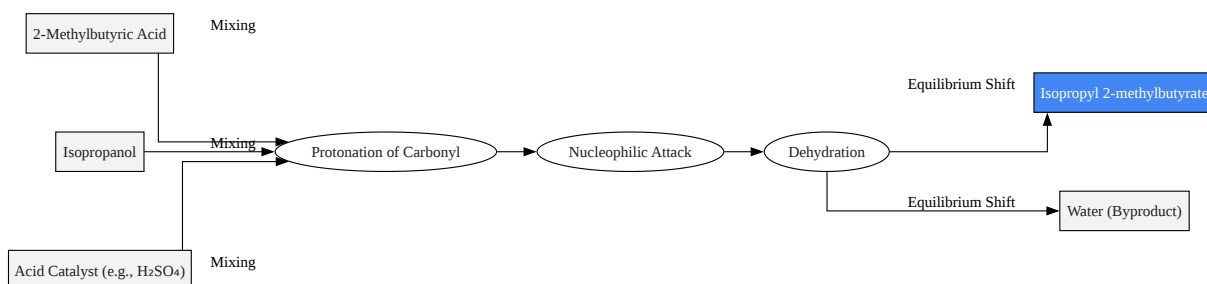 2-Methylbutyric Acid
Mixing
Equilibrium Shift
Isopropyl 2-methylbutyrate
Isopropanol
Mixing
Protonation of Carbonyl
Nucleophilic Attack
Dehydration
Equilibrium Shift
Water (Byproduct)
Acid Catalyst (e.g., H₂SO₄)
Mixing